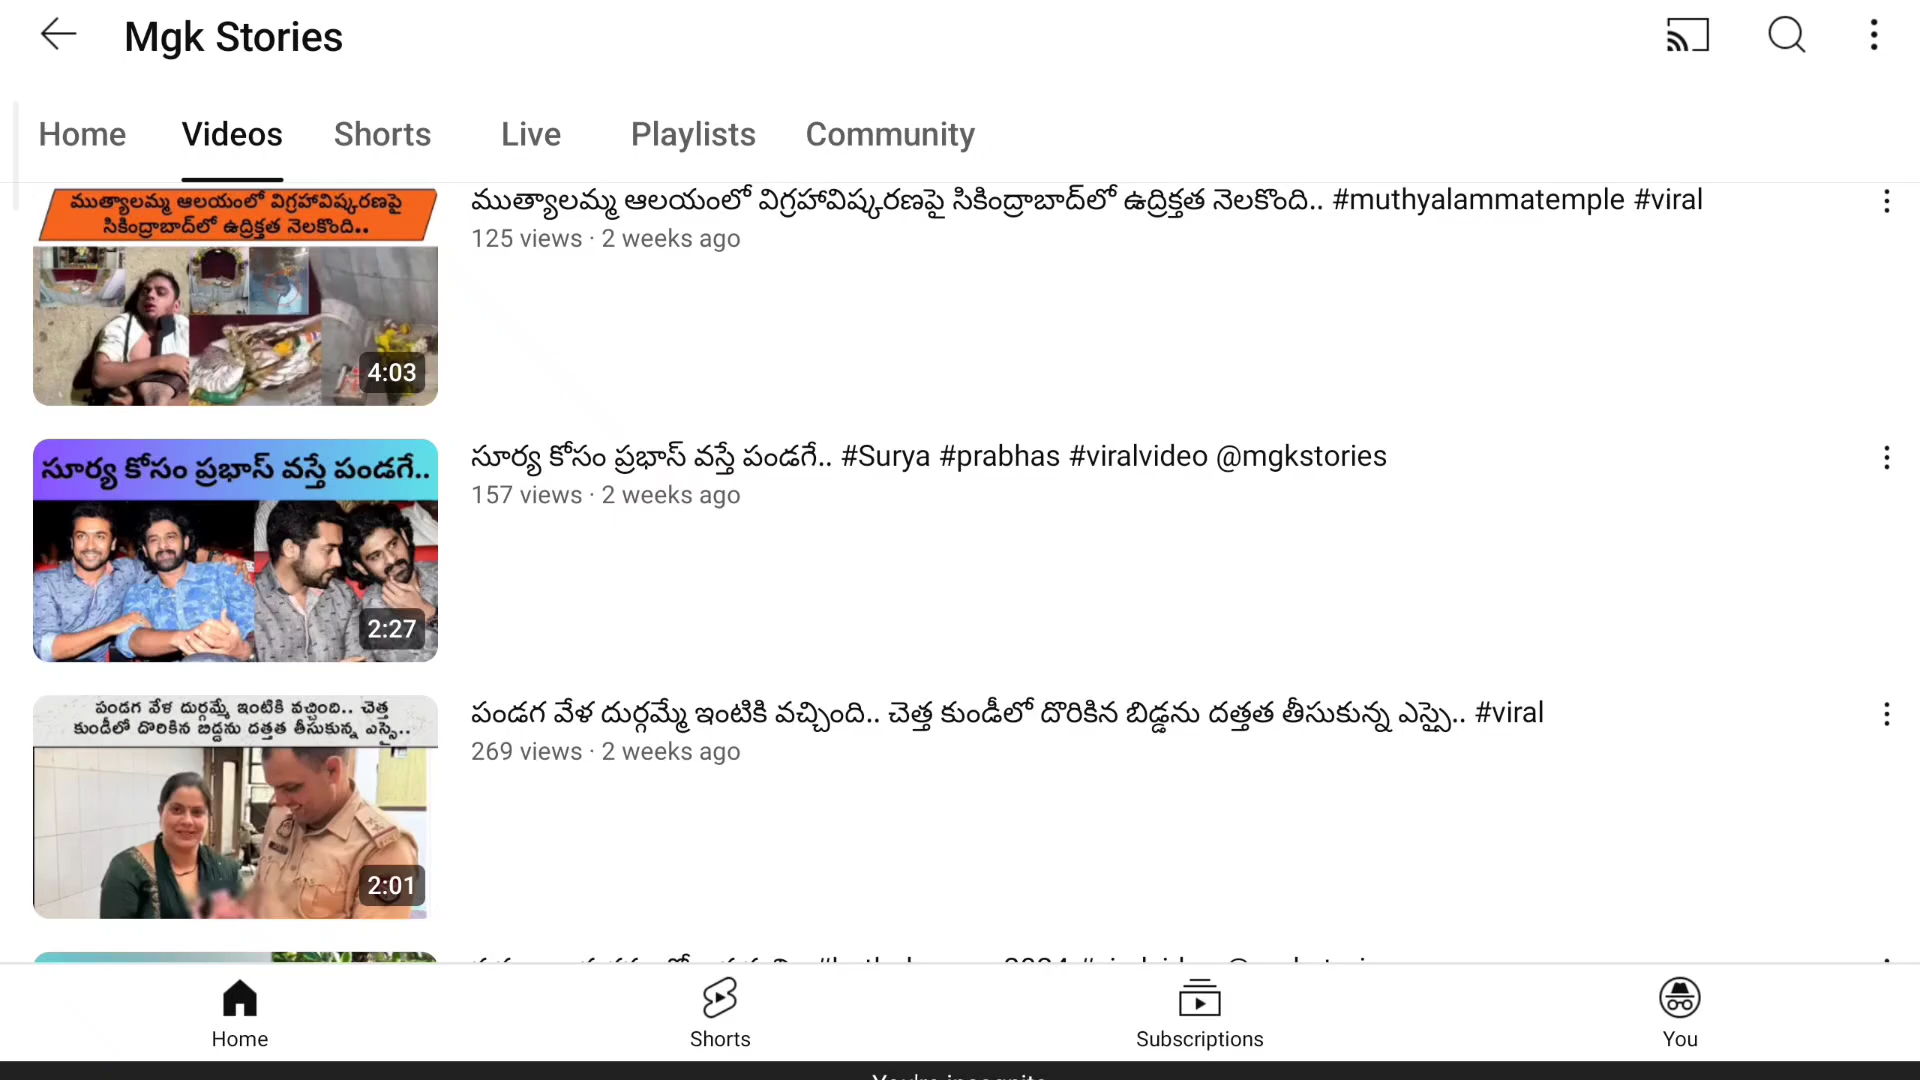 Mgk Stories
Home Videos Shorts Live Playlists Community
ముత్యాలమ్మ ఆలయంలో విగ్రహావిష్కరణపై
సికింద్రాబాద్‌లో ఉద్రిక్తత నెలకొంది..
4:03
ముత్యాలమ్మ ఆలయంలో విగ్రహావిష్కరణపై సికింద్రాబాద్‌లో ఉద్రిక్తత నెలకొంది.. #muthyalammatemple #viral
125 views · 2 weeks ago
సూర్య కోసం ప్రభాస్ వస్తే పండగే..
2:27
సూర్య కోసం ప్రభాస్ వస్తే పండగే.. #Surya #prabhas #viralvideo @mgkstories
157 views · 2 weeks ago
పండగ వేళ దుర్గమ్మే ఇంటికి వచ్చింది.. చెత్త
కుండీలో దొరికిన బిడ్డను దత్తత తీసుకున్న ఎస్సై..
2:01
పండగ వేళ దుర్గమ్మే ఇంటికి వచ్చింది.. చెత్త కుండీలో దొరికిన బిడ్డను దత్తత తీసుకున్న ఎస్సై.. #viral
269 views · 2 weeks ago
Home Shorts Subscriptions You
You're incognito